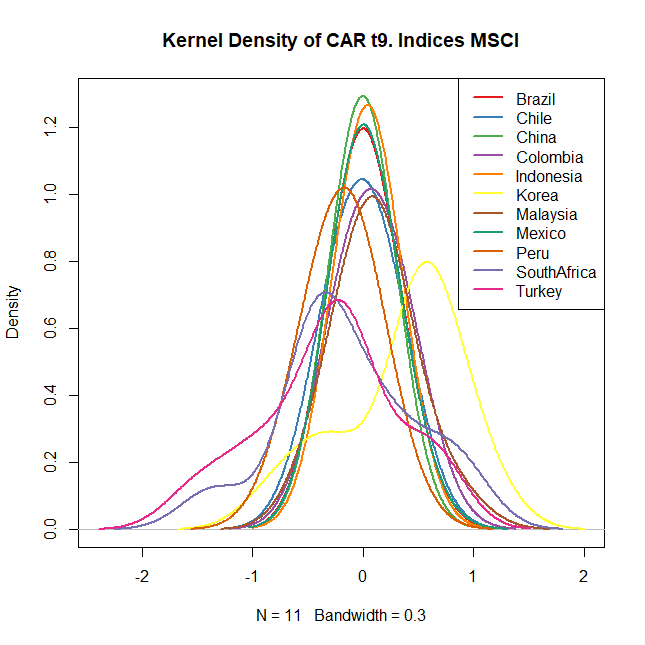 Kernel Density of CAR t9. Indices MSCI
Brazil
Chile
China
Colombia
Indonesia
Korea
Malaysia
Mexico
Peru
SouthAfrica
Turkey
Density
0.0
0.2
0.4
0.6
0.8
1.0
1.2
-2 -1 0 1 2
N = 11 Bandwidth = 0.3